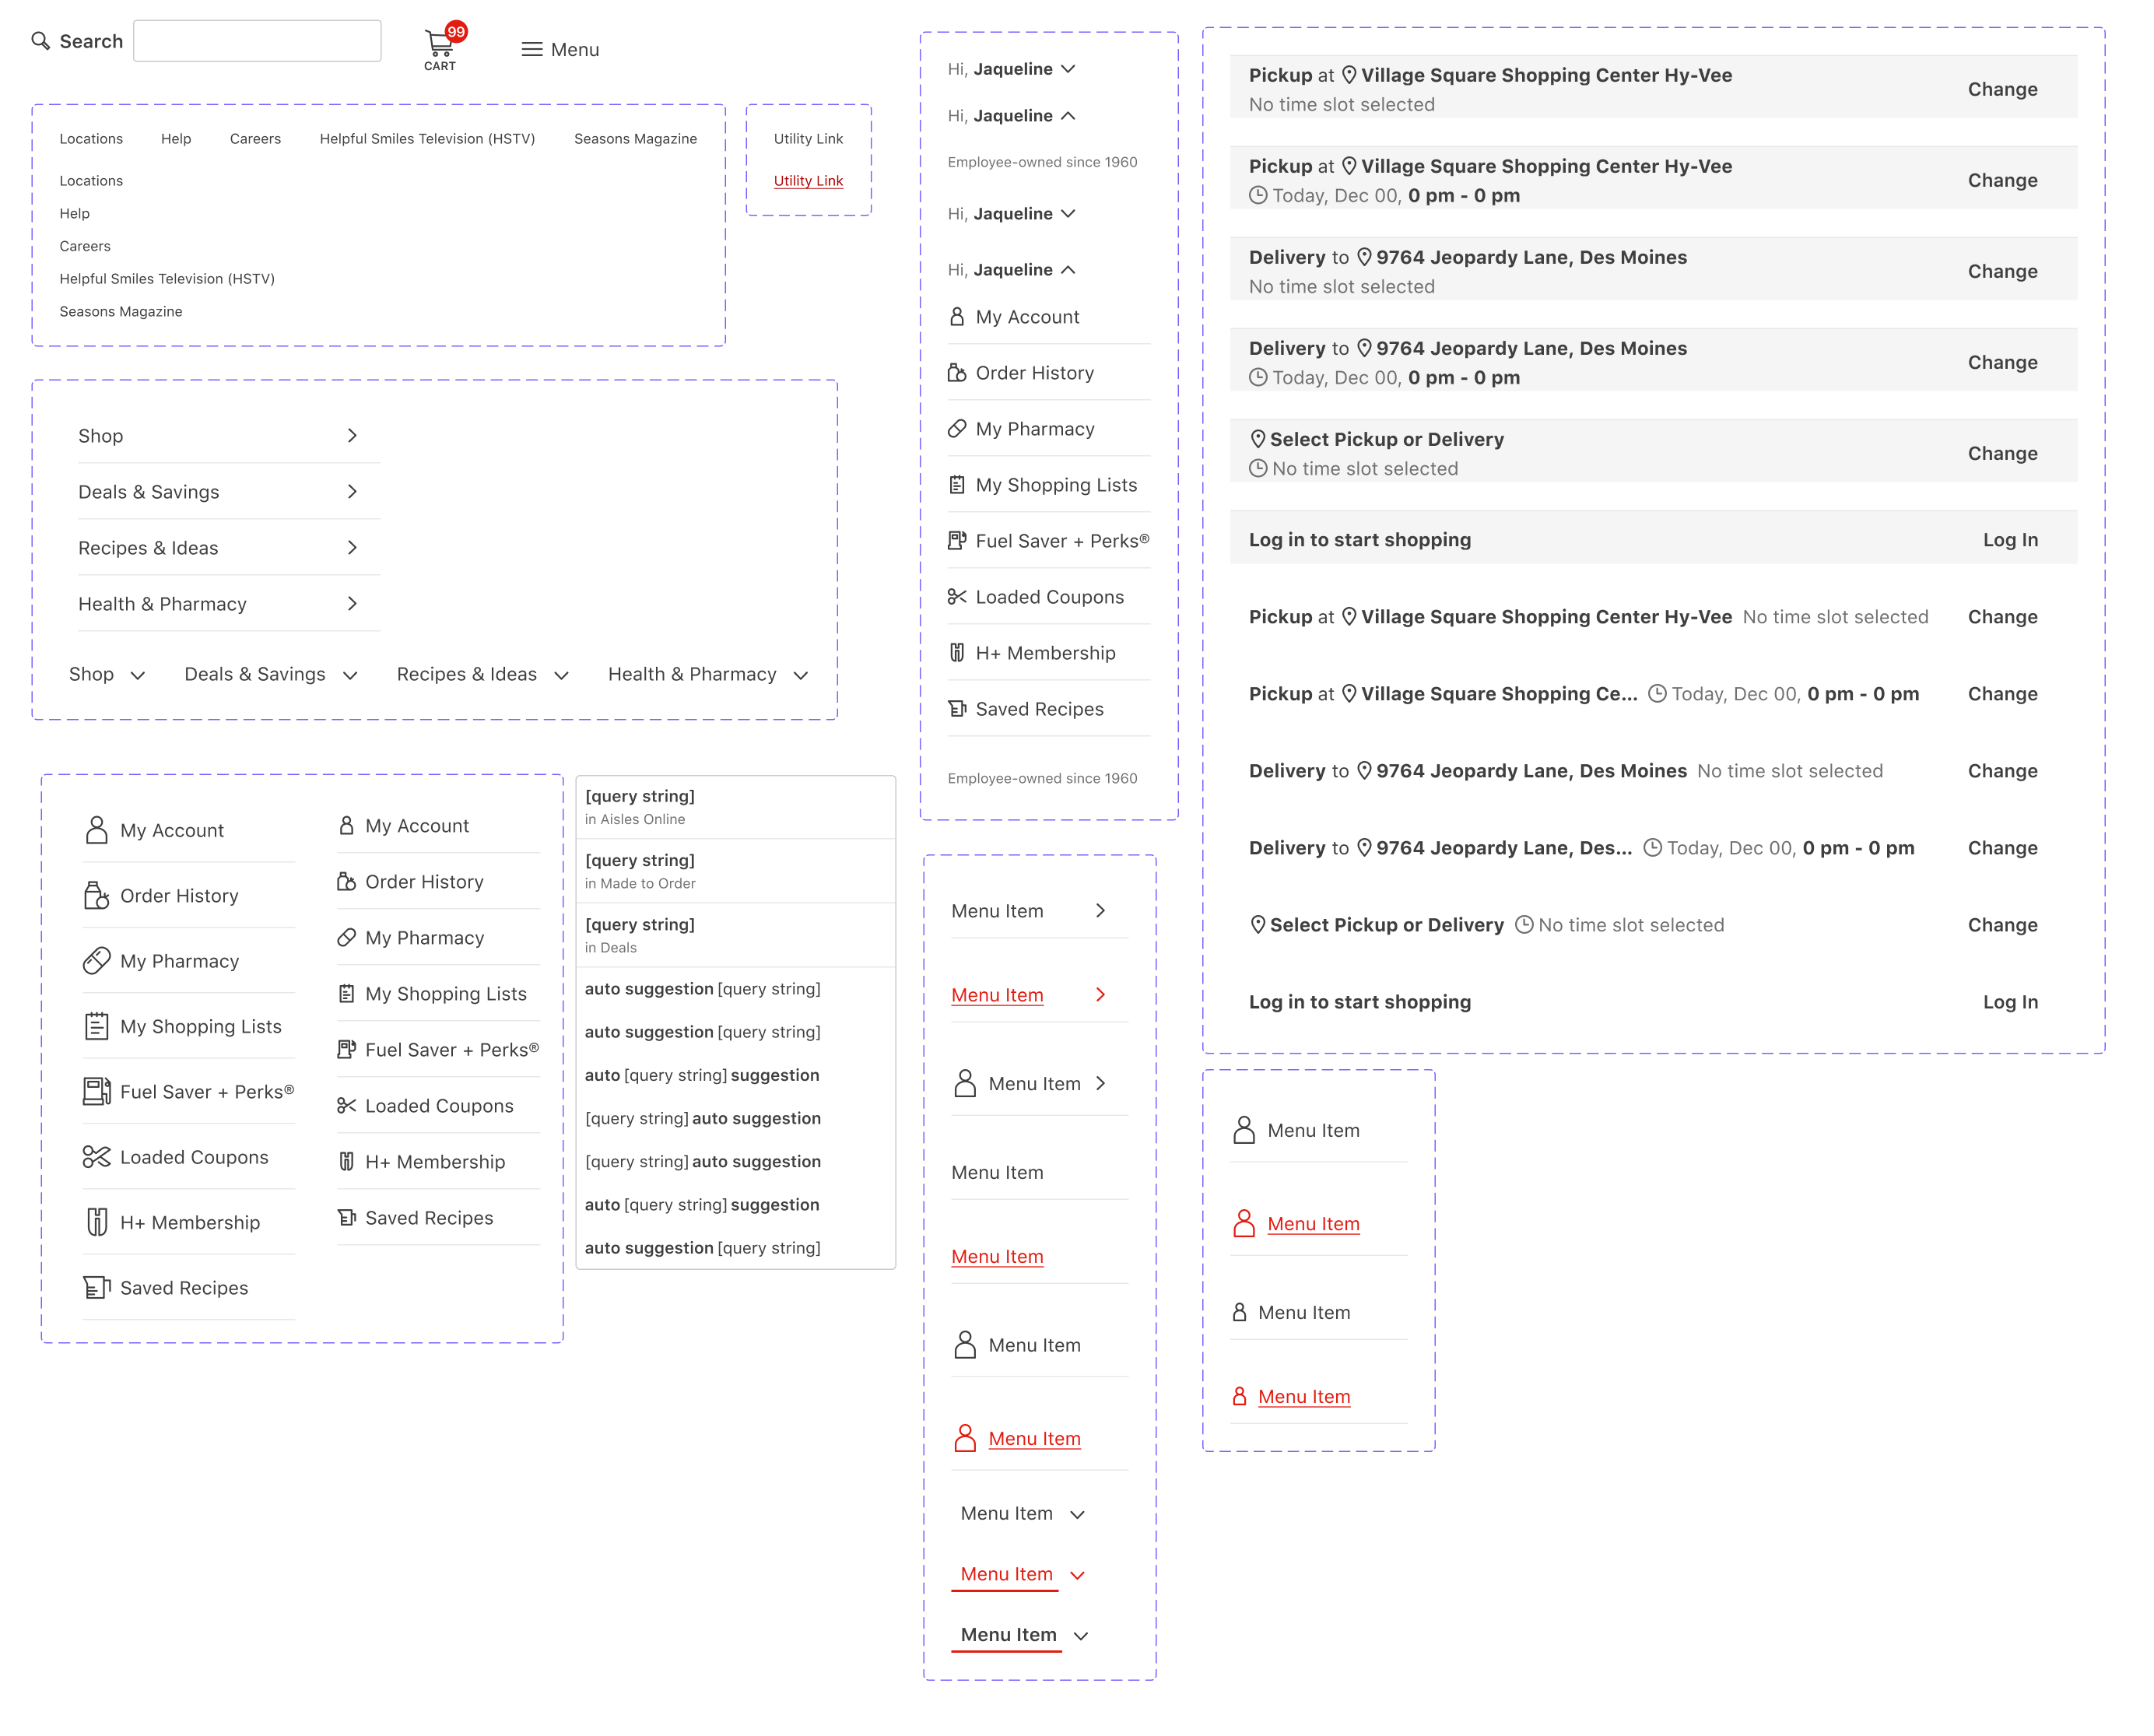 Search
99
CART
Menu
Locations Help Careers Helpful Smiles Television (HSTV) Seasons Magazine
Locations
Help
Careers
Helpful Smiles Television (HSTV)
Seasons Magazine
Utility Link
Utility Link
Shop
Deals & Savings
Recipes & Ideas
Health & Pharmacy
Shop Deals & Savings Recipes & Ideas Health & Pharmacy
My Account
Order History
My Pharmacy
My Shopping Lists
Fuel Saver + Perks®
Loaded Coupons
H+ Membership
Saved Recipes
My Account
Order History
My Pharmacy
My Shopping Lists
Fuel Saver + Perks®
Loaded Coupons
H+ Membership
Saved Recipes
[query string]
in Aisles Online
[query string]
in Made to Order
[query string]
in Deals
auto suggestion [query string]
auto suggestion [query string]
auto [query string] suggestion
[query string] auto suggestion
[query string] auto suggestion
auto [query string] suggestion
auto suggestion [query string]
Hi, Jaqueline
Hi, Jaqueline
Employee-owned since 1960
Hi, Jaqueline
Hi, Jaqueline
My Account
Order History
My Pharmacy
My Shopping Lists
Fuel Saver + Perks®
Loaded Coupons
H+ Membership
Saved Recipes
Employee-owned since 1960
Menu Item
Menu Item
Menu Item
Menu Item
Menu Item
Menu Item
Menu Item
Menu Item
Menu Item
Menu Item
Pickup at Village Square Shopping Center Hy-Vee
No time slot selected
Change
Pickup at Village Square Shopping Center Hy-Vee
Today, Dec 00, 0 pm - 0 pm
Change
Delivery to 9764 Jeopardy Lane, Des Moines
No time slot selected
Change
Delivery to 9764 Jeopardy Lane, Des Moines
Today, Dec 00, 0 pm - 0 pm
Change
Select Pickup or Delivery
No time slot selected
Change
Log in to start shopping Log In
Pickup at Village Square Shopping Center Hy-Vee No time slot selected Change
Pickup at Village Square Shopping Ce... Today, Dec 00, 0 pm - 0 pm Change
Delivery to 9764 Jeopardy Lane, Des Moines No time slot selected Change
Delivery to 9764 Jeopardy Lane, Des... Today, Dec 00, 0 pm - 0 pm Change
Select Pickup or Delivery No time slot selected Change
Log in to start shopping Log In
Menu Item
Menu Item
Menu Item
Menu Item